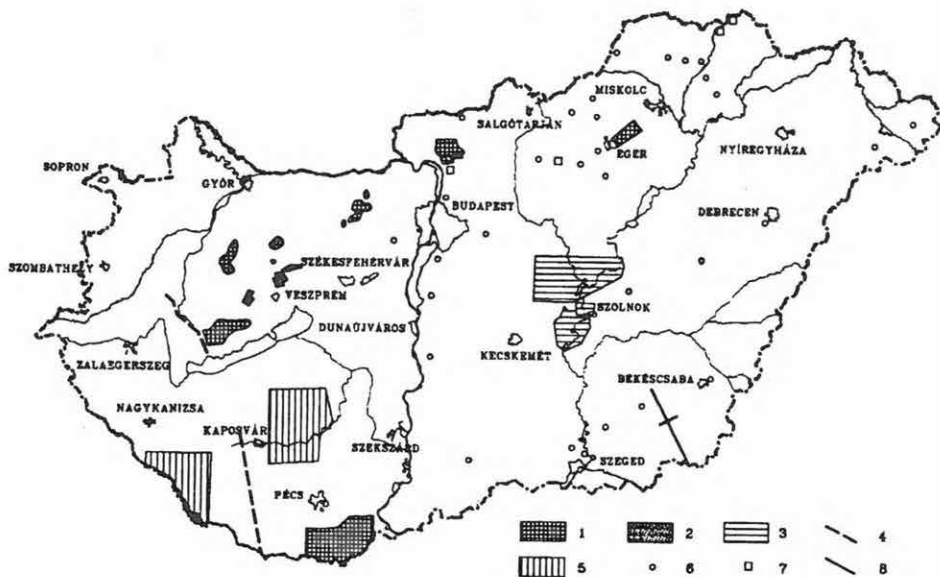 MISKOLC
SALGÓTARJÁN
EGER
NYÍREGYHÁZA
SOPRON
GYŐR
BUDAPEST
DEBRECEN
SZOMBATHELY
SZÉKESFEHÉRVÁR
VESZPRÉM
SZOLNOK
DUNAÚJVÁROS
KECSKEMÉT
ZALAEGERSZEG
BÉKÉSCSABA
NAGYKANIZSA
KAPOSVÁR
SZEKSZÁRD
SZEGED
PÉCS
1 2 3 4
5 6 7 8